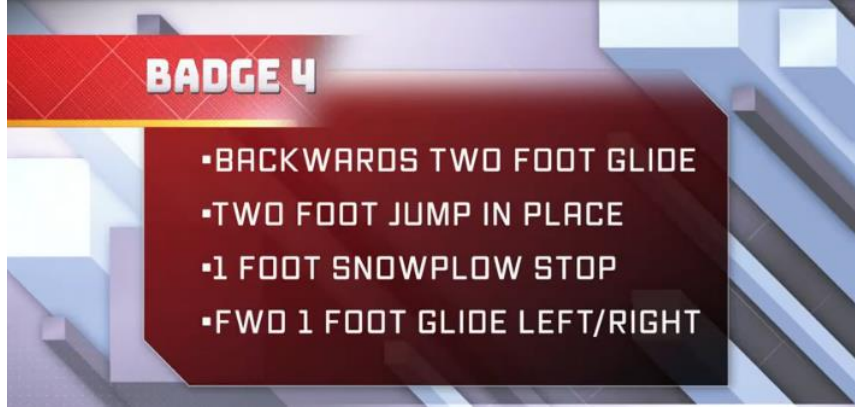 BADGE 4
▪BACKWARDS TWO FOOT GLIDE
▪TWO FOOT JUMP IN PLACE
▪1 FOOT SNOWPLOW STOP
▪FWD 1 FOOT GLIDE LEFT/RIGHT